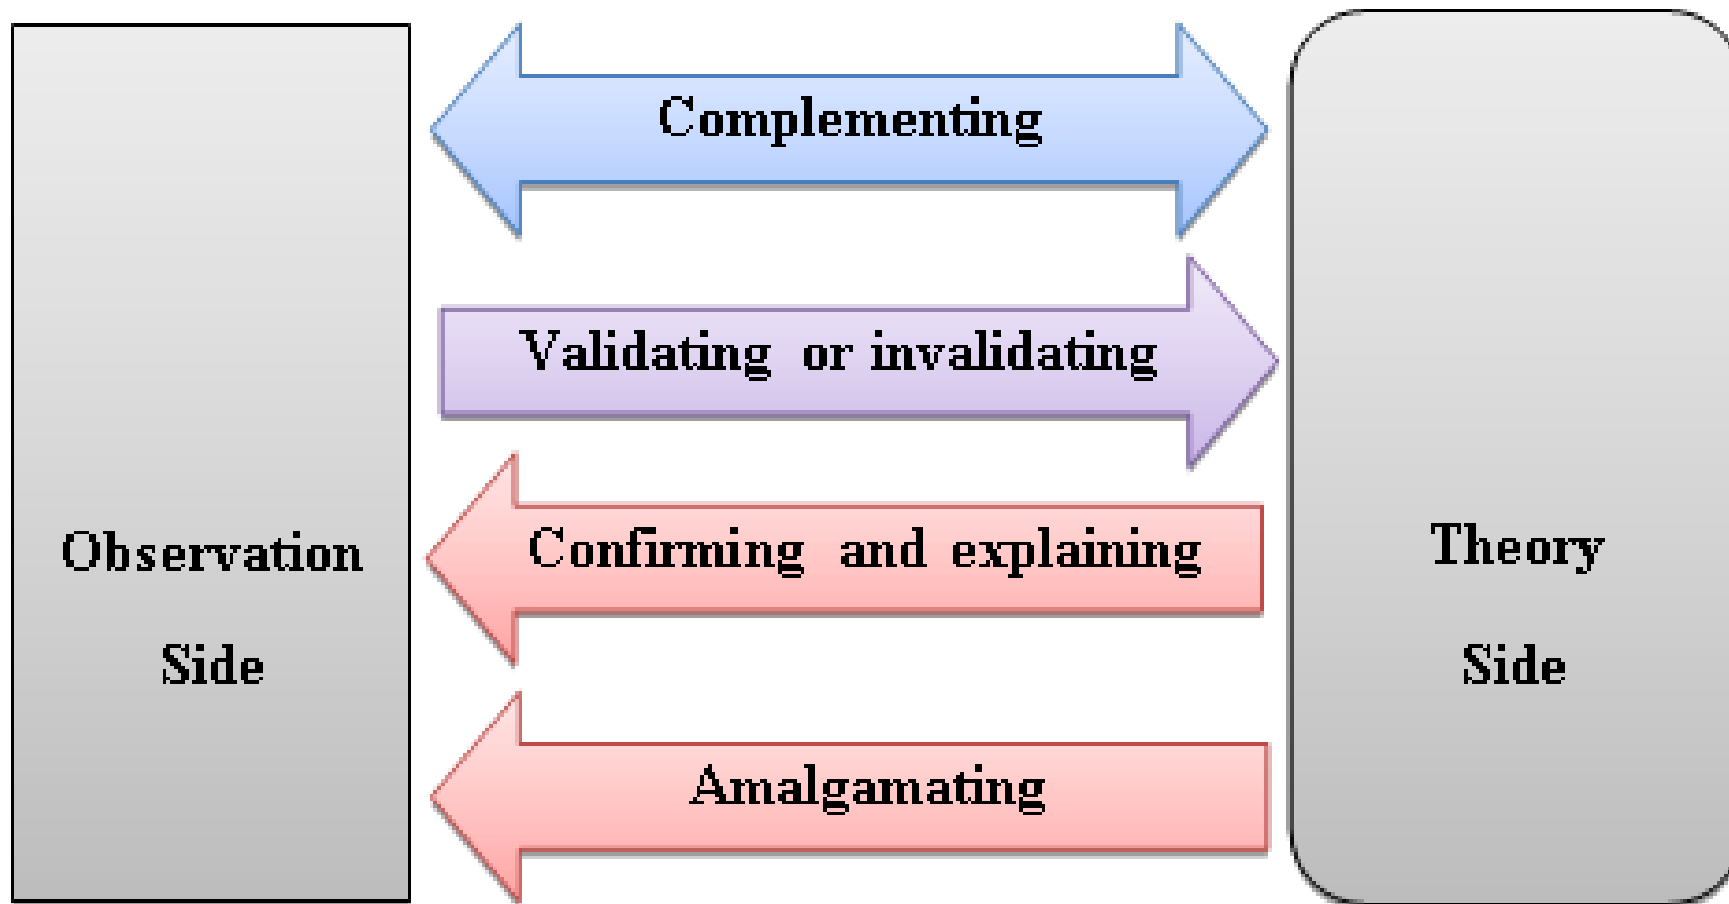 Complementing
Validating or invalidating
Confirming and explaining
Amalgamating
Observation
Side
Theory
Side